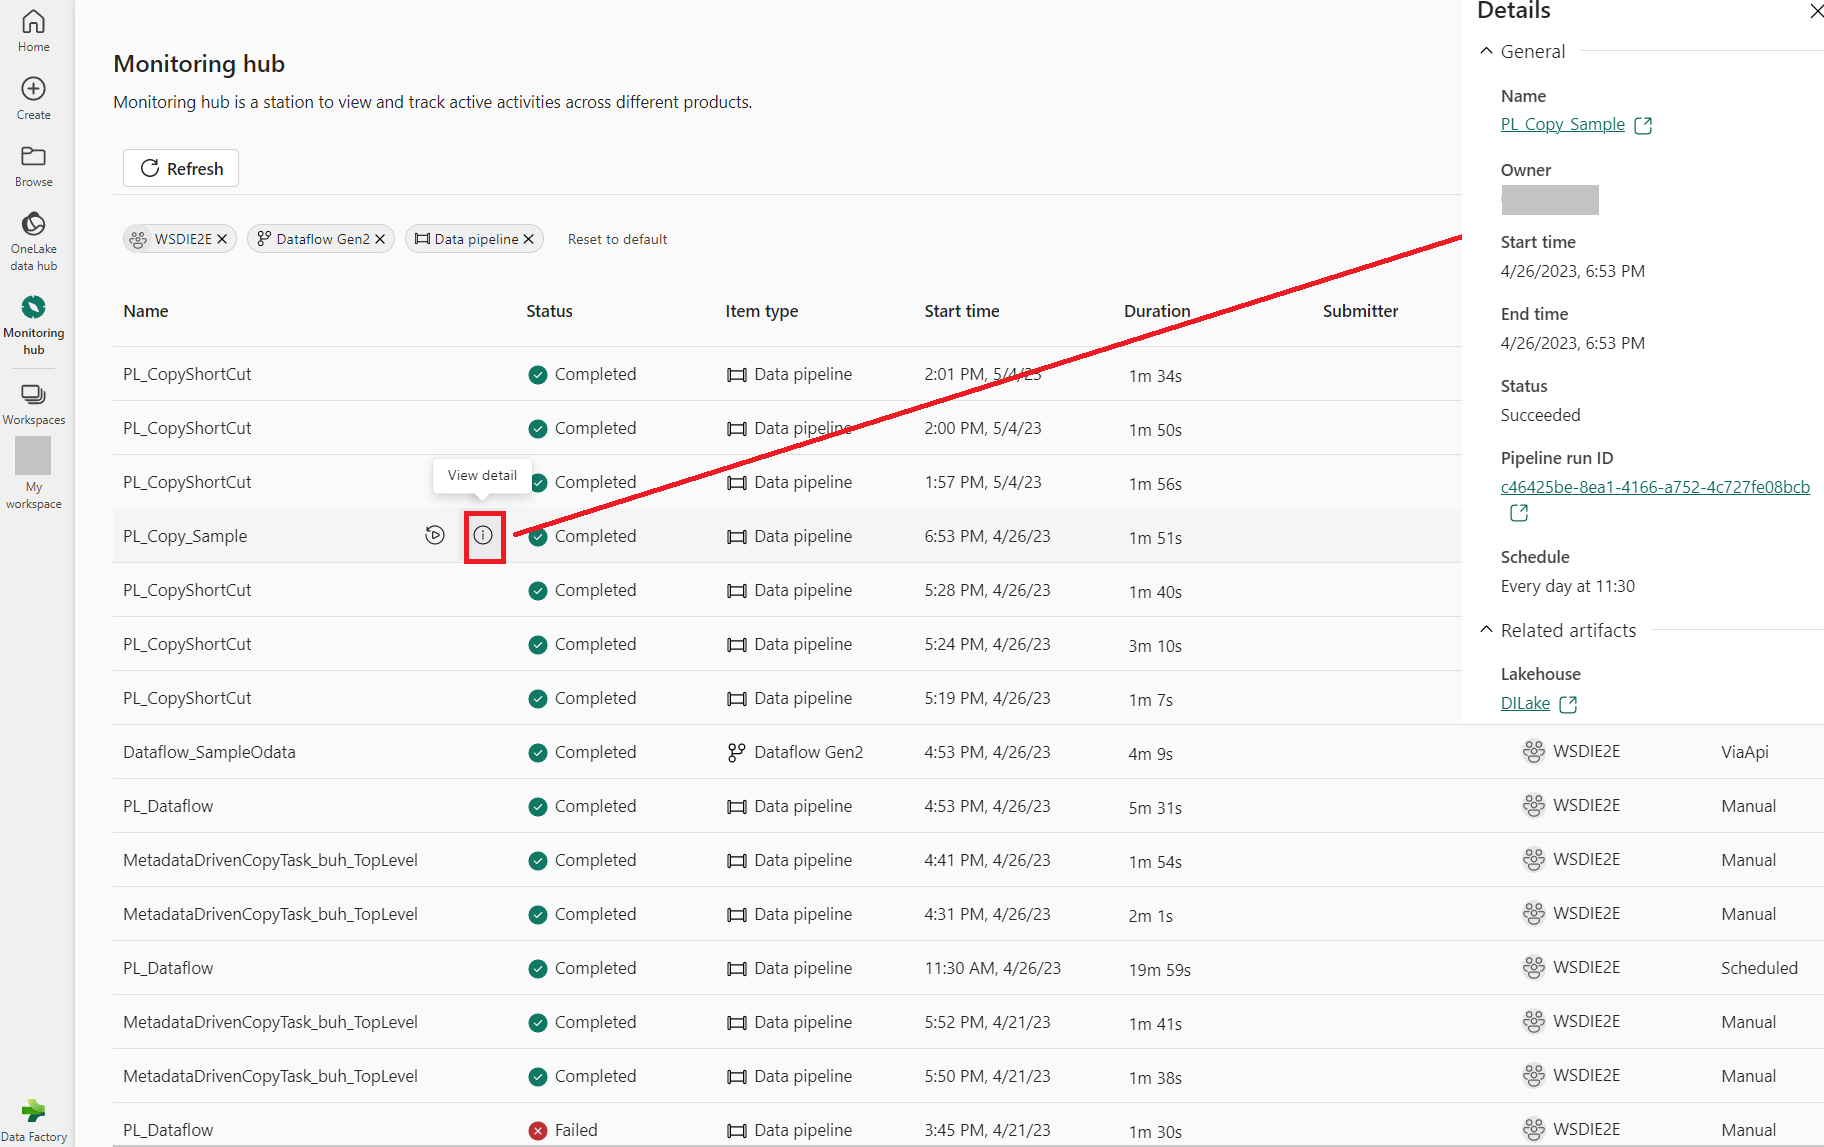 Home
Create
Browse
OneLake
data hub
Monitoring
hub
Workspaces
My
workspace
Data Factory
Monitoring hub
Monitoring hub is a station to view and track active activities across different products.
Refresh
WSDIE2E Dataflow Gen2 Data pipeline Reset to default
Name Status Item type Start time Duration Submitter
PL_CopyShortCut Completed Data pipeline 2:01 PM, 5/4/23 1m 34s
PL_CopyShortCut Completed Data pipeline 2:00 PM, 5/4/23 1m 50s
View detail
PL_CopyShortCut Completed Data pipeline 1:57 PM, 5/4/23 1m 56s
PL_Copy_Sample Completed Data pipeline 6:53 PM, 4/26/23 1m 51s
PL_CopyShortCut Completed Data pipeline 5:28 PM, 4/26/23 1m 40s
PL_CopyShortCut Completed Data pipeline 5:24 PM, 4/26/23 3m 10s
PL_CopyShortCut Completed Data pipeline 5:19 PM, 4/26/23 1m 7s
Dataflow_SampleOdata Completed Dataflow Gen2 4:53 PM, 4/26/23 4m 9s WSDIE2E ViaApi
PL_Dataflow Completed Data pipeline 4:53 PM, 4/26/23 5m 31s WSDIE2E Manual
MetadataDrivenCopyTask_buh_TopLevel Completed Data pipeline 4:41 PM, 4/26/23 1m 54s WSDIE2E Manual
MetadataDrivenCopyTask_buh_TopLevel Completed Data pipeline 4:31 PM, 4/26/23 2m 1s WSDIE2E Manual
PL_Dataflow Completed Data pipeline 11:30 AM, 4/26/23 19m 59s WSDIE2E Scheduled
MetadataDrivenCopyTask_buh_TopLevel Completed Data pipeline 5:52 PM, 4/21/23 1m 41s WSDIE2E Manual
MetadataDrivenCopyTask_buh_TopLevel Completed Data pipeline 5:50 PM, 4/21/23 1m 38s WSDIE2E Manual
PL_Dataflow Failed Data pipeline 3:45 PM, 4/21/23 1m 30s WSDIE2E Manual
Details
General
Name
PL_Copy_Sample
Owner
Start time
4/26/2023, 6:53 PM
End time
4/26/2023, 6:53 PM
Status
Succeeded
Pipeline run ID
c46425be-8ea1-4166-a752-4c727fe08bcb
Schedule
Every day at 11:30
Related artifacts
Lakehouse
DILake